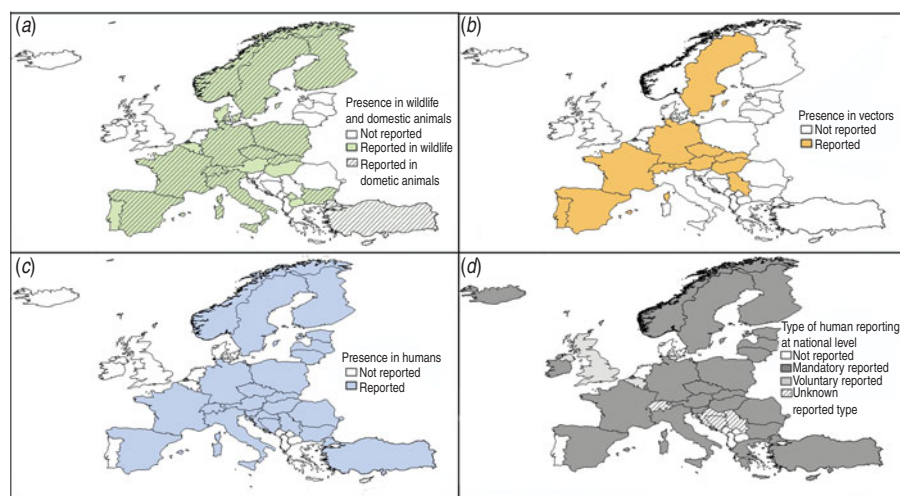 (a)
Presence in wildlife
and domestic animals
Not reported
Reported in wildlife
Reported in
dometic animals
(b)
Presence in vectors
Not reported
Reported
(c)
Presence in humans
Not reported
Reported
(d)
Type of human reporting
at national level
Not reported
Mandatory reported
Voluntary reported
Unknown
reported type